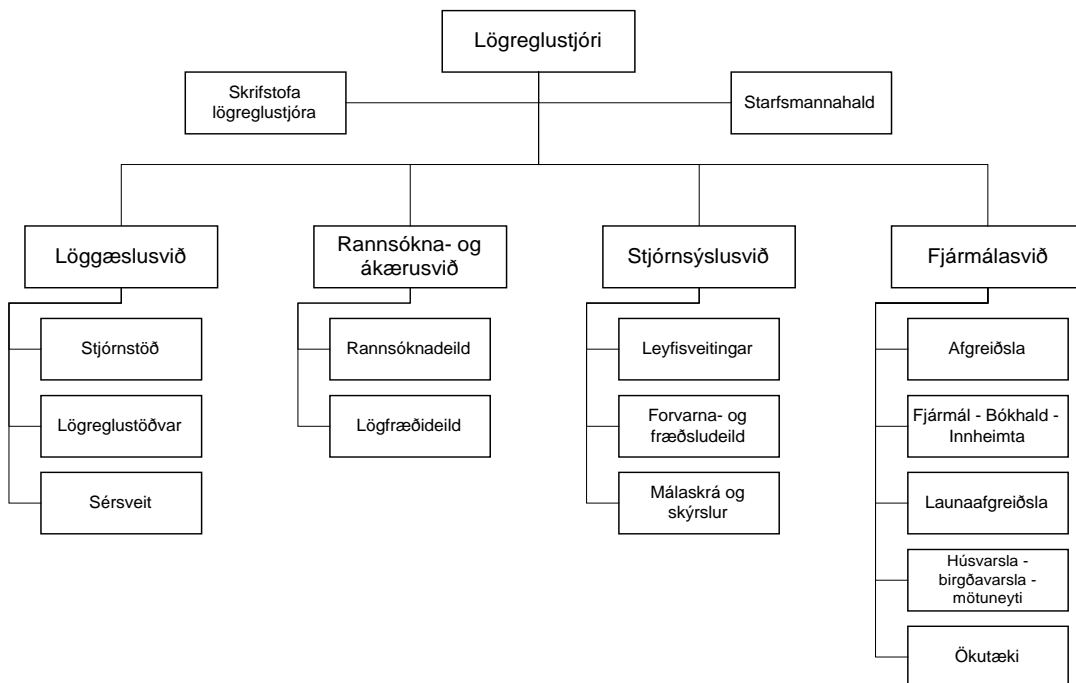 Lögreglustjóri
Skrifstofa
lögreglustjóra
Starfsmannahald
Löggæslusvið
Rannsókna- og
ákærusvið
Stjórnsýslusvið
Fjármálasvið
Stjórnstöð
Lögreglustöðvar
Sérsveit
Rannsóknadeild
Lögfræðideild
Leyfisveitingar
Forvarna- og
fræðsludeild
Málaskrá og
skýrslur
Afgreiðsla
Fjármál - Bókhald -
Innheimta
Launaafgreiðsla
Húsvarsla -
birgðavarsla -
mötuneyti
Ökutæki